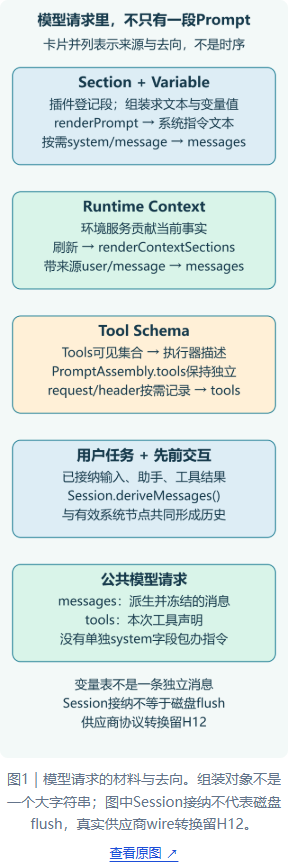 模型请求里，不只有一段Prompt
卡片并列表示来源与去向，不是时序
Section + Variable
插件登记段；组装求文本与变量值
renderPrompt → 系统指令文本
按需system/message → messages
Runtime Context
环境服务贡献当前事实
刷新 → renderContextSections
带来源user/message → messages
Tool Schema
Tools可见集合 → 执行器描述
PromptAssembly.tools保持独立
request/header按需记录 → tools
用户任务 + 先前交互
已接纳输入、助手、工具结果
Session.deriveMessages()
与有效系统节点共同形成历史
公共模型请求
messages：派生并冻结的消息
tools：本次工具声明
没有单独system字段包办指令
变量表不是一条独立消息
Session接纳不等于磁盘flush
供应商协议转换留H12
图1｜模型请求的材料与去向。组装对象不是
一个大字符串；图中Session接纳不代表磁盘
flush，真实供应商wire转换留H12。
查看原图 ↗